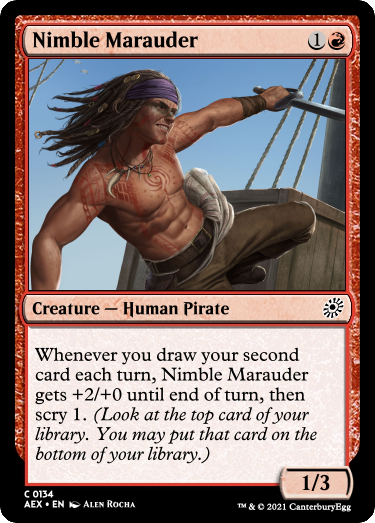 Nimble Marauder 1
Creature — Human Pirate
Whenever you draw your second
card each turn, Nimble Marauder
gets +2/+0 until end of turn, then
scry 1. (Look at the top card of your
library. You may put that card on the
bottom of your library.)
1/3
C 0134
AEX • EN Alen Rocha
™ & © 2021 CanterburyEgg